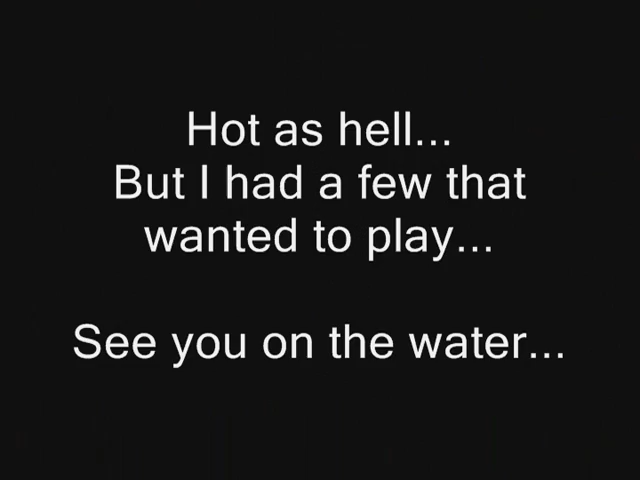 Hot as hell...
But I had a few that
wanted to play...
See you on the water...